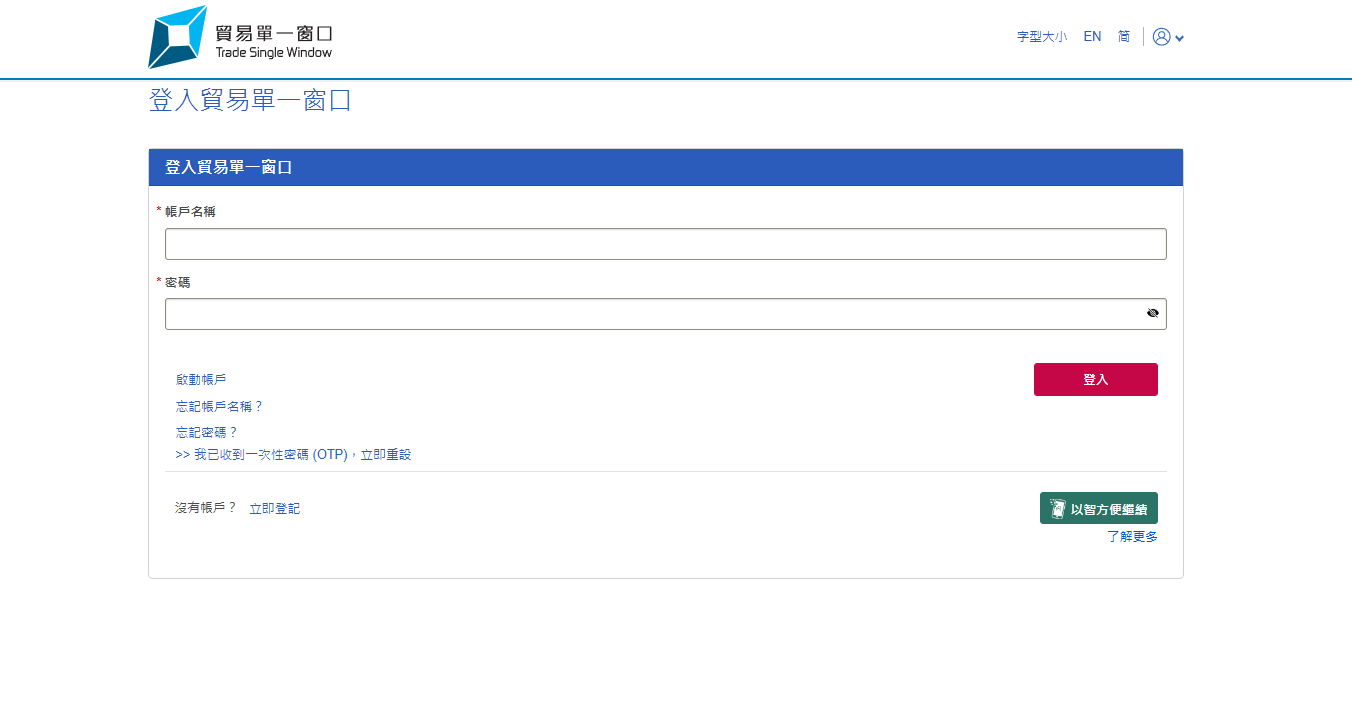 貿易單一窗口
Trade Single Window
字型大小 EN 简
登入貿易單一窗口
登入貿易單一窗口
* 帳戶名稱
* 密碼
啟動帳戶
登入
忘記帳戶名稱？
忘記密碼？
>> 我已收到一次性密碼 (OTP)，立即重設
沒有帳戶？ 立即登記
以智方便繼續
了解更多